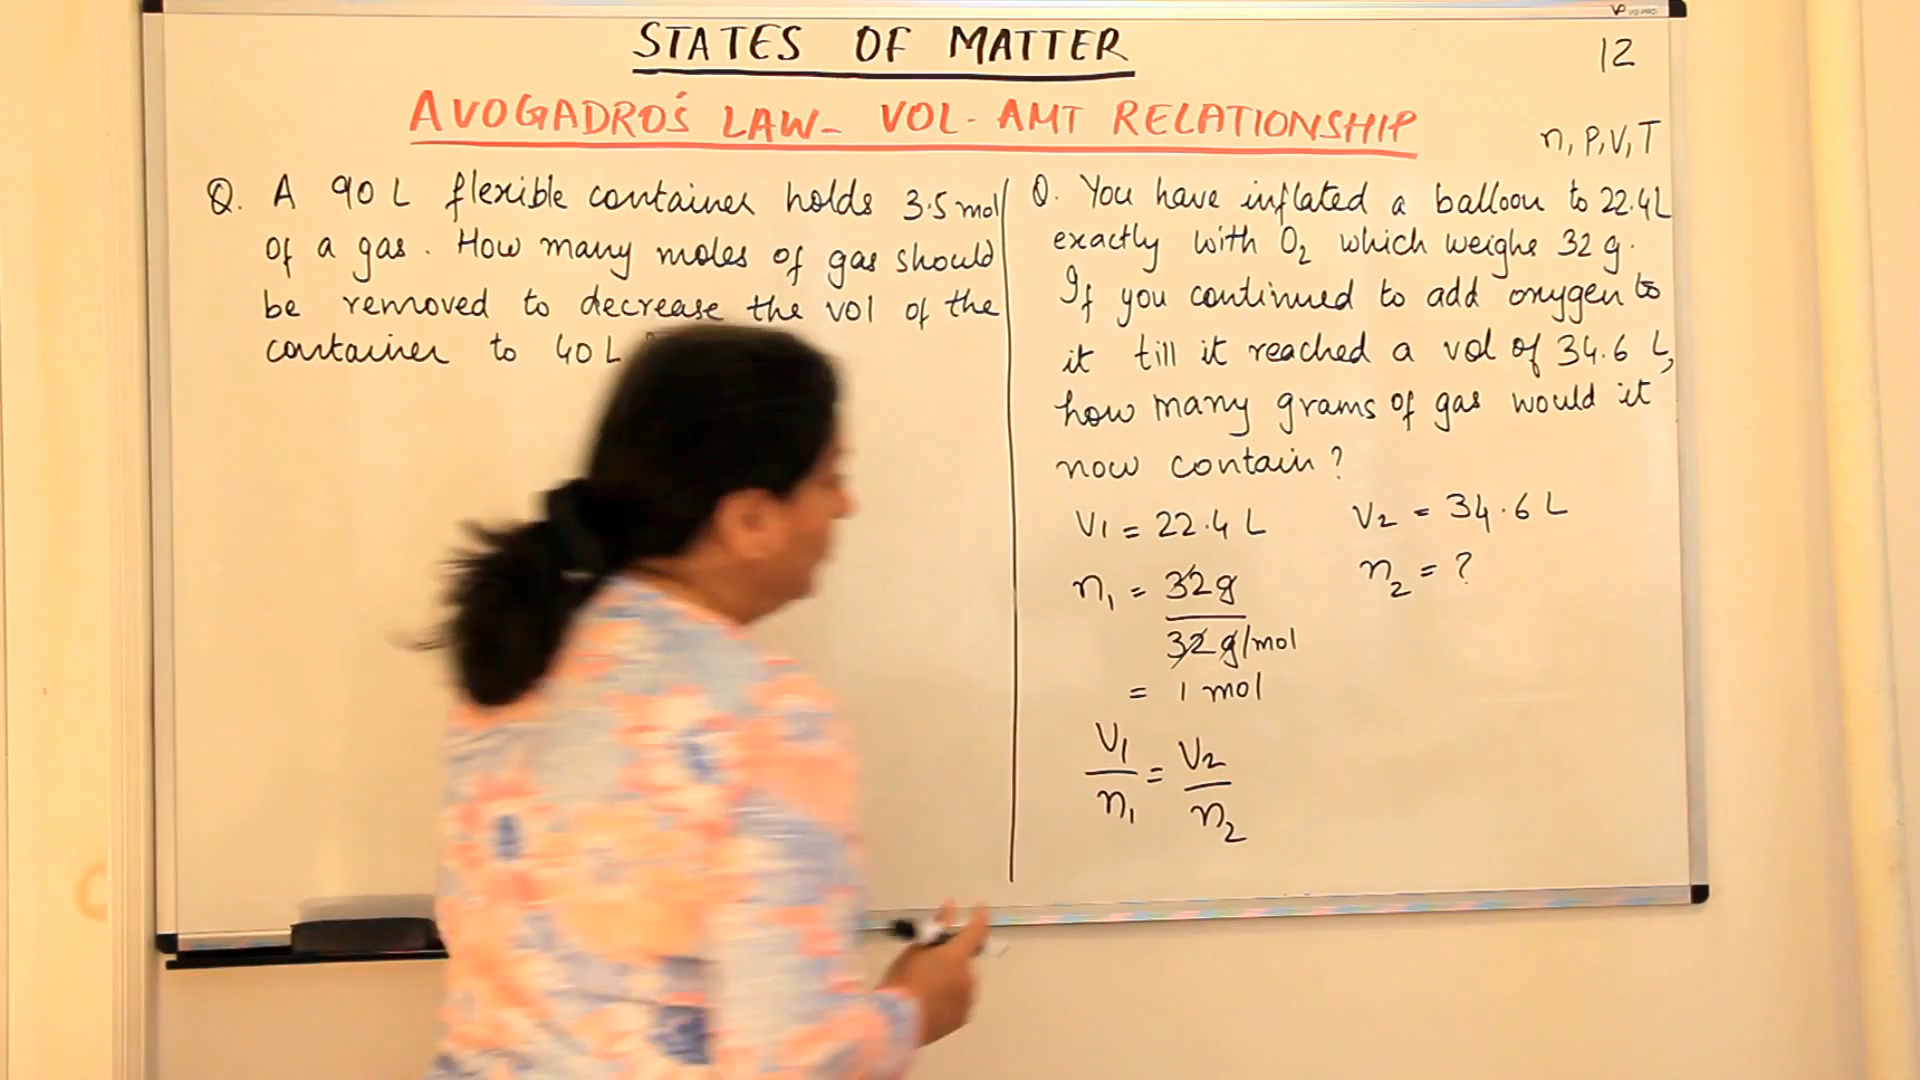 STATES OF MATTER
12
AVOGADRO'S LAW- VOL-AMT RELATIONSHIP
n, P, V, T
Q. A 90 L flexible container holds 3.5 mol
of a gas. How many moles of gas should
be removed to decrease the vol of the
container to 40 L
Q. You have inflated a balloon to 22.4L
exactly with O₂ which weighs 32 g.
If you continued to add oxygen to
it till it reached a vol of 34.6 L,
how many grams of gas would it
now contain?
V₁ = 22.4 L V₂ = 34.6 L
n₁ = 32g / 32 g/mol n₂ = ?
= 1 mol
V₁/n₁ = V₂/n₂